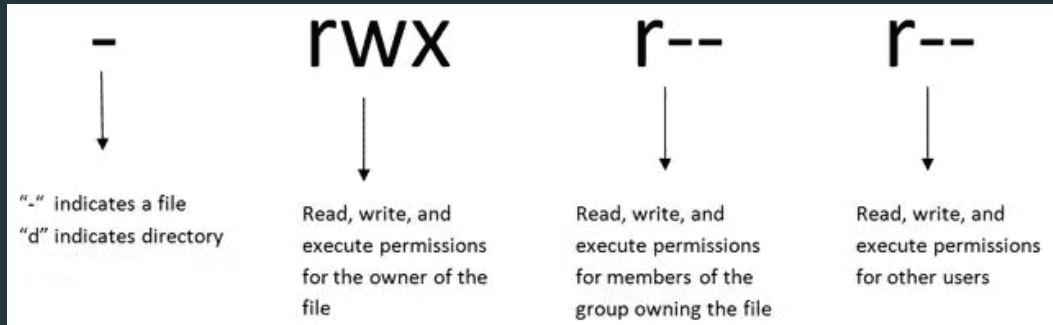 - rwx r-- r--
"-" indicates a file
"d" indicates directory
Read, write, and
execute permissions
for the owner of the
file
Read, write, and
execute permissions
for members of the
group owning the file
Read, write, and
execute permissions
for other users